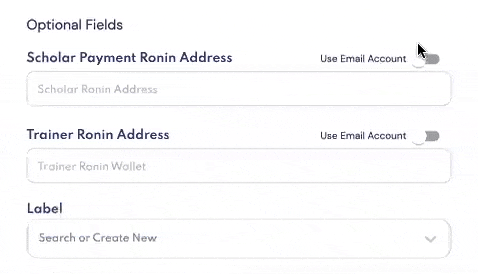 Optional Fields
Scholar Payment Ronin Address Use Email Account
Scholar Ronin Address
Trainer Ronin Address Use Email Account
Trainer Ronin Wallet
Label
Search or Create New